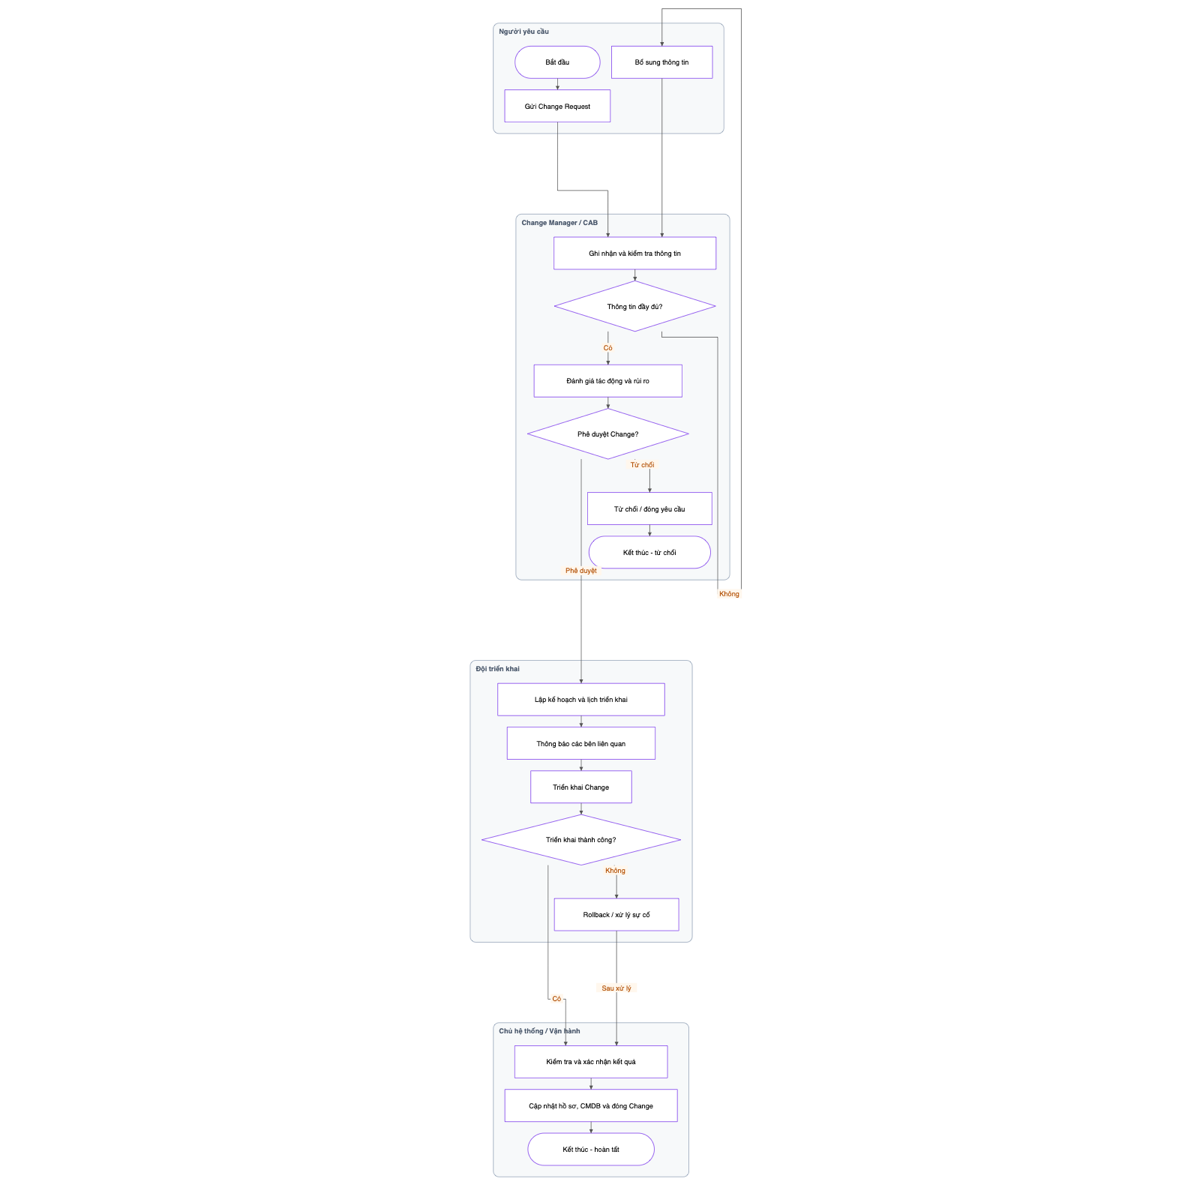 Người yêu cầu
Bắt đầu
Bổ sung thông tin
Gửi Change Request
Change Manager / CAB
Ghi nhận và kiểm tra thông tin
Thông tin đầy đủ?
Có
Đánh giá tác động và rủi ro
Phê duyệt Change?
Từ chối
Từ chối / đóng yêu cầu
Kết thúc - từ chối
Phê duyệt
Không
Đội triển khai
Lập kế hoạch và lịch triển khai
Thông báo các bên liên quan
Triển khai Change
Triển khai thành công?
Không
Rollback / xử lý sự cố
Sau xử lý
Có
Chủ hệ thống / Vận hành
Kiểm tra và xác nhận kết quả
Cập nhật hồ sơ, CMDB và đóng Change
Kết thúc - hoàn tất